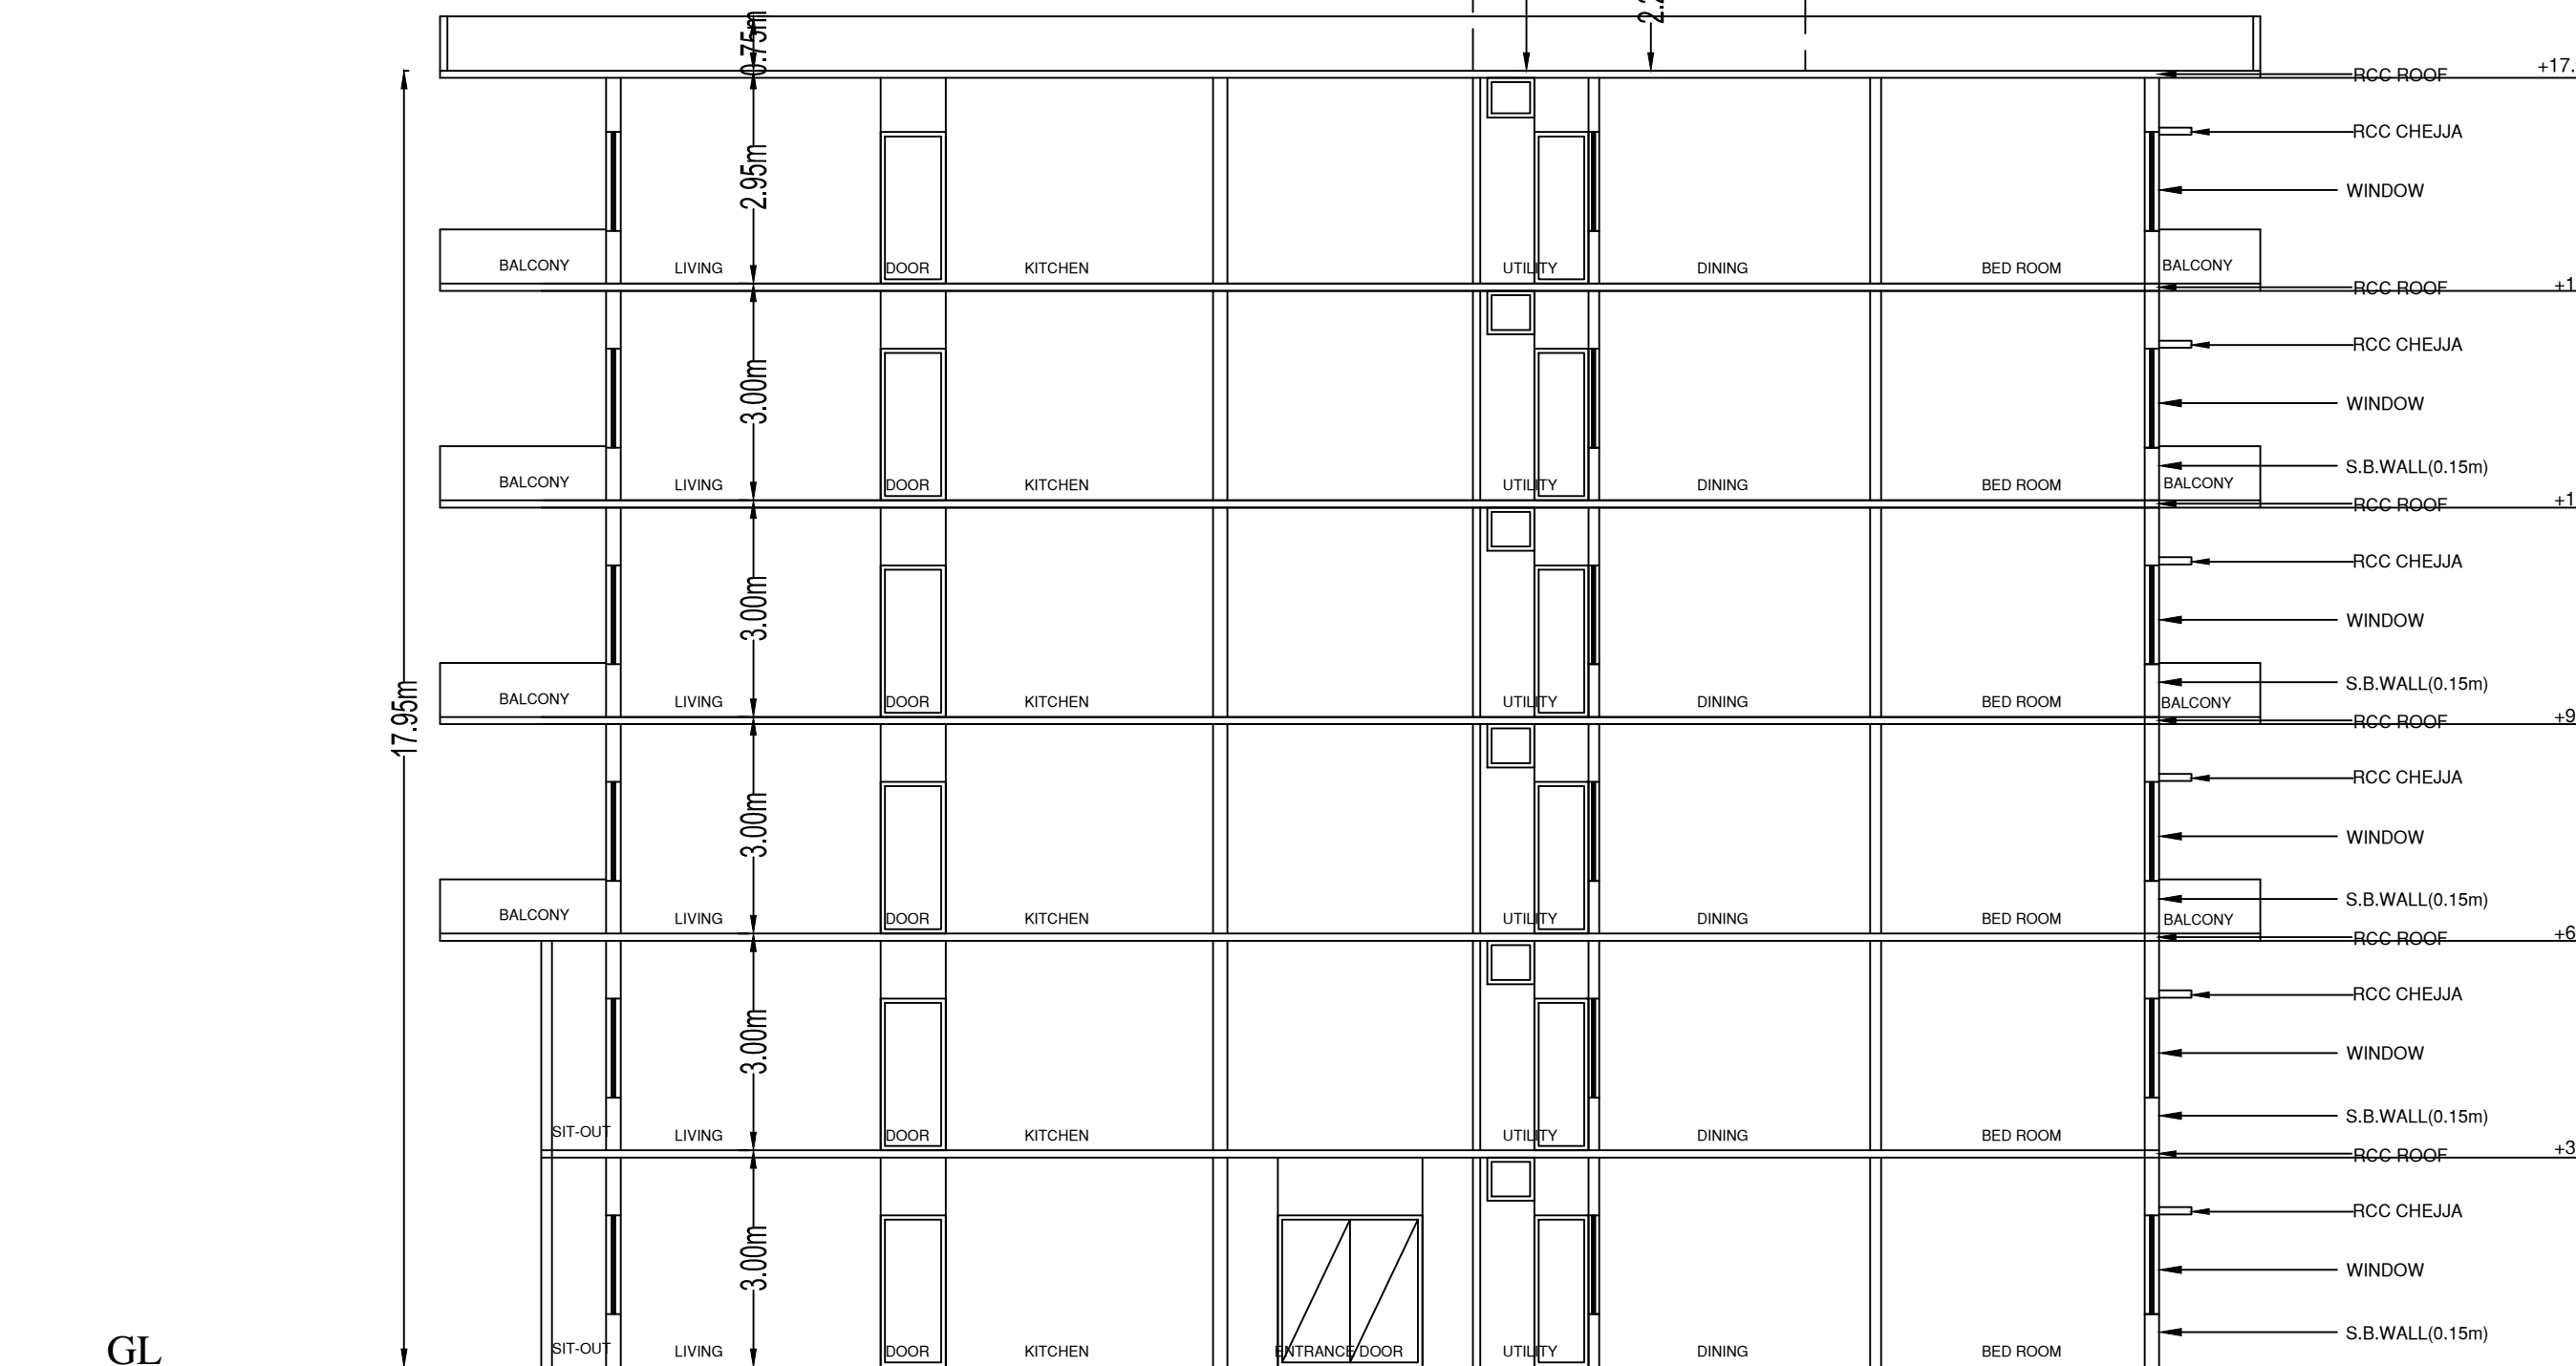 0.75m
RCC ROOF
+17.
RCC CHEJJA
2.95m
WINDOW
BALCONY LIVING DOOR KITCHEN UTILITY DINING BED ROOM BALCONY
RCC ROOF
+1
RCC CHEJJA
3.00m
WINDOW
S.B.WALL(0.15m)
BALCONY LIVING DOOR KITCHEN UTILITY DINING BED ROOM BALCONY
RCC ROOF
+1
RCC CHEJJA
3.00m
WINDOW
S.B.WALL(0.15m)
17.95m
BALCONY LIVING DOOR KITCHEN UTILITY DINING BED ROOM BALCONY
RCC ROOF
+9
RCC CHEJJA
3.00m
WINDOW
S.B.WALL(0.15m)
BALCONY LIVING DOOR KITCHEN UTILITY DINING BED ROOM BALCONY
RCC ROOF
+6
RCC CHEJJA
3.00m
WINDOW
S.B.WALL(0.15m)
SIT-OUT LIVING DOOR KITCHEN UTILITY DINING BED ROOM
RCC ROOF
+3
RCC CHEJJA
3.00m
WINDOW
S.B.WALL(0.15m)
GL
SIT-OUT LIVING DOOR KITCHEN ENTRANCE DOOR UTILITY DINING BED ROOM